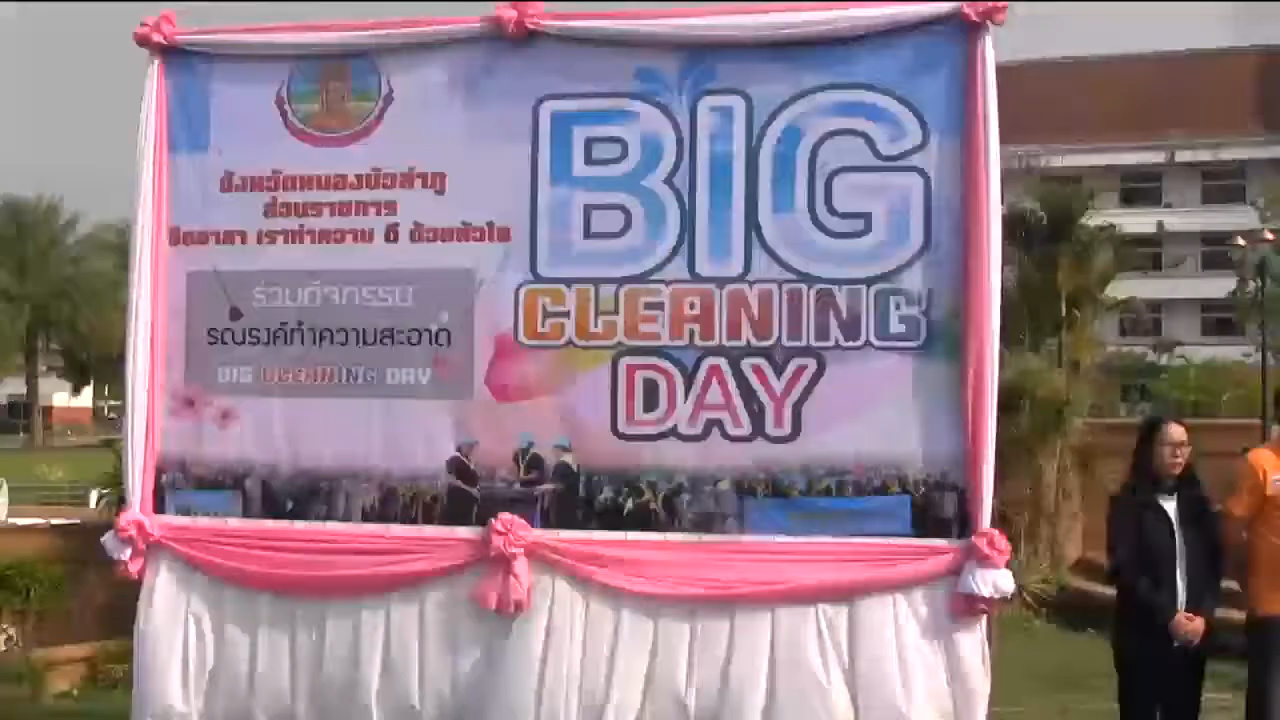 จังหวัดหนองบัวลำภู
ส่วนราชการ
จิตอาสา เราทำความ ดี ด้วยหัวใจ
ร่วมกิจกรรม
รณรงค์ทำความสะอาด
BIG CLEANING DAY
BIG
CLEANING
DAY